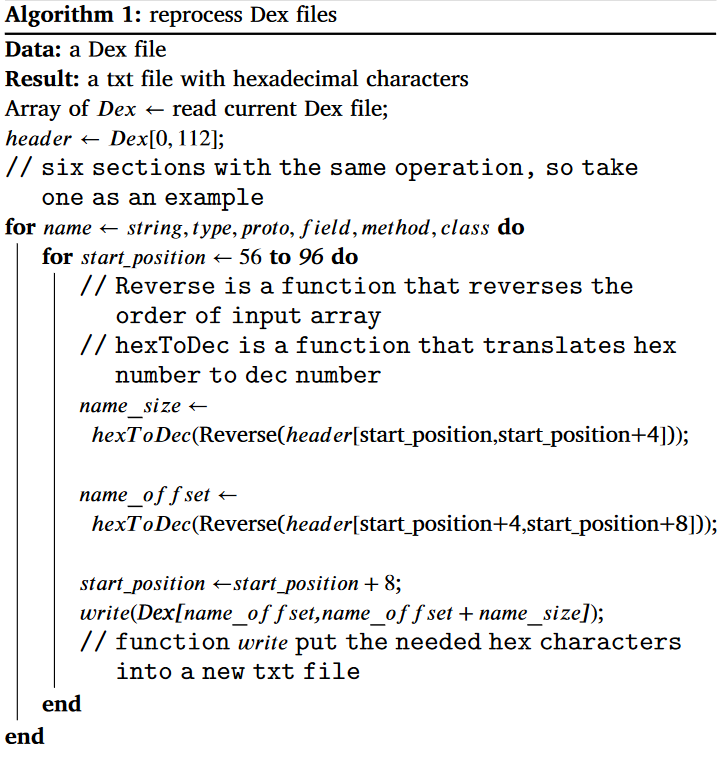 Algorithm 1: reprocess Dex files
Data: a Dex file
Result: a txt file with hexadecimal characters
Array of Dex ← read current Dex file;
header ← Dex[0, 112];
// six sections with the same operation, so take
one as an example
for name ← string, type, proto, field, method, class do
for start_position ← 56 to 96 do
// Reverse is a function that reverses the
order of input array
// hexToDec is a function that translates hex
number to dec number
name_size ←
hexToDec(Reverse(header[start_position,start_position+4]));
name_offset ←
hexToDec(Reverse(header[start_position+4,start_position+8]));
start_position ←start_position + 8;
write(Dex[name_offset,name_offset + name_size]);
// function write put the needed hex characters
into a new txt file
end
end